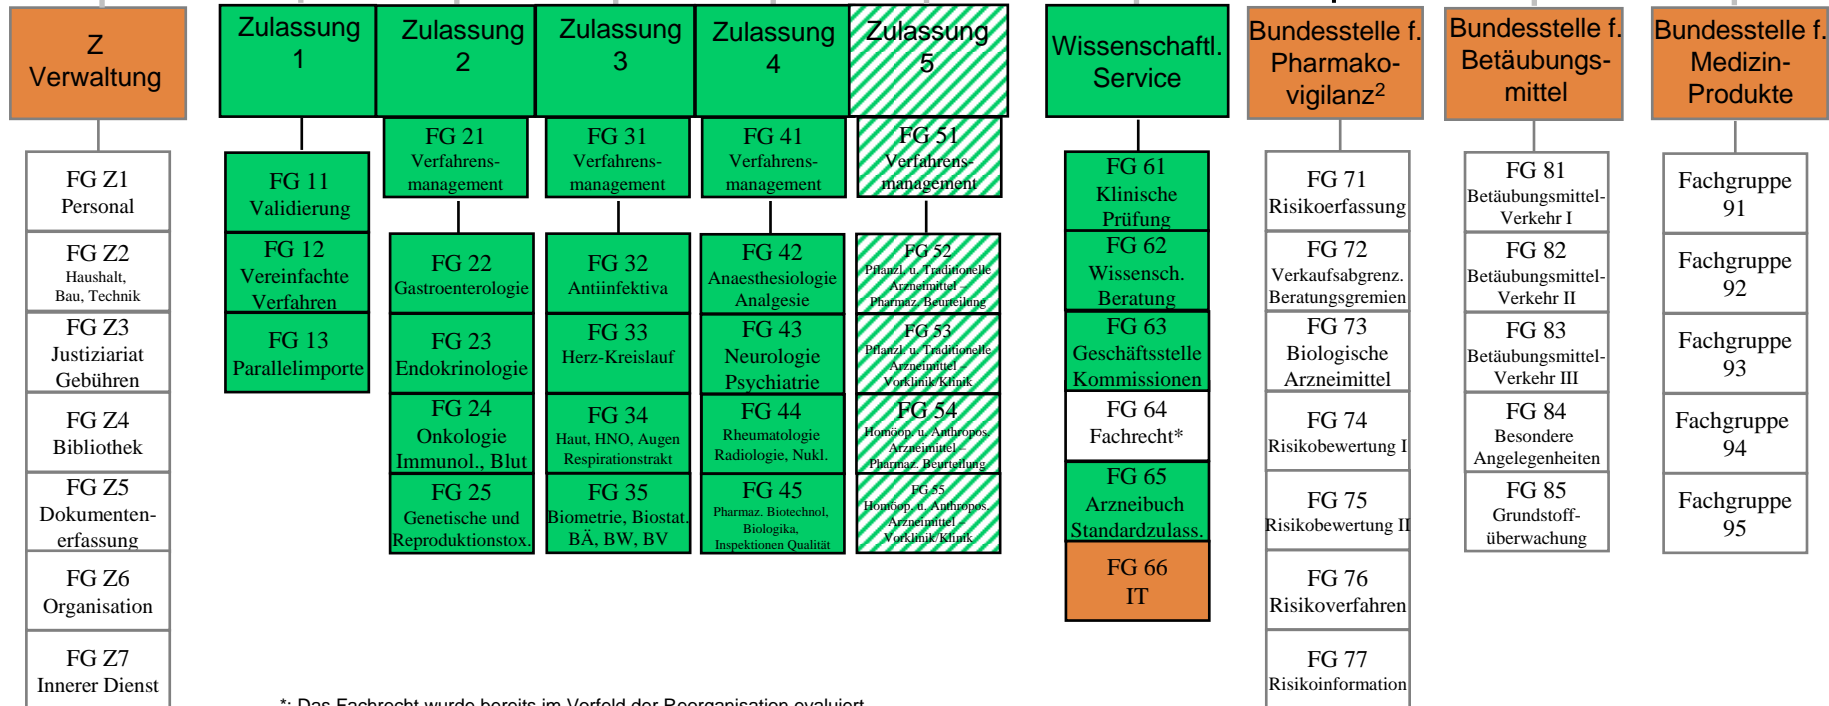 Z
Verwaltung
FG Z1
Personal
FG Z2
Haushalt,
Bau, Technik
FG Z3
Justiziariat
Gebühren
FG Z4
Bibliothek
FG Z5
Dokumenten-
erfassung
FG Z6
Organisation
FG Z7
Innerer Dienst
Zulassung
1
FG 11
Validierung
FG 12
Vereinfachte
Verfahren
FG 13
Parallelimporte
Zulassung
2
FG 21
Verfahrens-
management
FG 22
Gastroenterologie
FG 23
Endokrinologie
FG 24
Onkologie
Immunol., Blut
FG 25
Genetische und
Reproduktionstox.
Zulassung
3
FG 31
Verfahrens-
management
FG 32
Antiinfektiva
FG 33
Herz-Kreislauf
FG 34
Haut, HNO, Augen
Respirationstrakt
FG 35
Biometrie, Biostat.
BÄ, BW, BV
Zulassung
4
FG 41
Verfahrens-
management
FG 42
Anaesthesiologie
Analgesie
FG 43
Neurologie
Psychiatrie
FG 44
Rheumatologie
Radiologie, Nukl.
FG 45
Pharmaz. Biotechnol,
Biologika,
Inspektionen Qualität
Zulassung
5
FG 51
Verfahrens-
management
FG 52
Pflanzl. u. Traditionelle
Arzneimittel –
Pharmaz. Beurteilung
FG 53
Pflanzl. u. Traditionelle
Arzneimittel –
Vorklinik/Klinik
FG 54
Homöop. u. Anthropos.
Arzneimittel –
Pharmaz. Beurteilung
FG 55
Homöop. u. Anthropos.
Arzneimittel –
Vorklinik/Klinik
Wissenschaftl.
Service
FG 61
Klinische
Prüfung
FG 62
Wissensch.
Beratung
FG 63
Geschäftsstelle
Kommissionen
FG 64
Fachrecht*
FG 65
Arzneibuch
Standardzulass.
FG 66
IT
Bundesstelle f.
Pharmako-
vigilanz²
FG 71
Risikoerfassung
FG 72
Verkaufsabgrenz.
Beratungsgremien
FG 73
Biologische
Arzneimittel
FG 74
Risikobewertung I
FG 75
Risikobewertung II
FG 76
Risikoverfahren
FG 77
Risikoinformation
Bundesstelle f.
Betäubungs-
mittel
FG 81
Betäubungsmittel-
Verkehr I
FG 82
Betäubungsmittel-
Verkehr II
FG 83
Betäubungsmittel-
Verkehr III
FG 84
Besondere
Angelegenheiten
FG 85
Grundstoff-
überwachung
Bundesstelle f.
Medizin-
Produkte
Fachgruppe
91
Fachgruppe
92
Fachgruppe
93
Fachgruppe
94
Fachgruppe
95
*: Das Fachrecht wurde bereits im Vorfeld der Reorganisation evaluiert